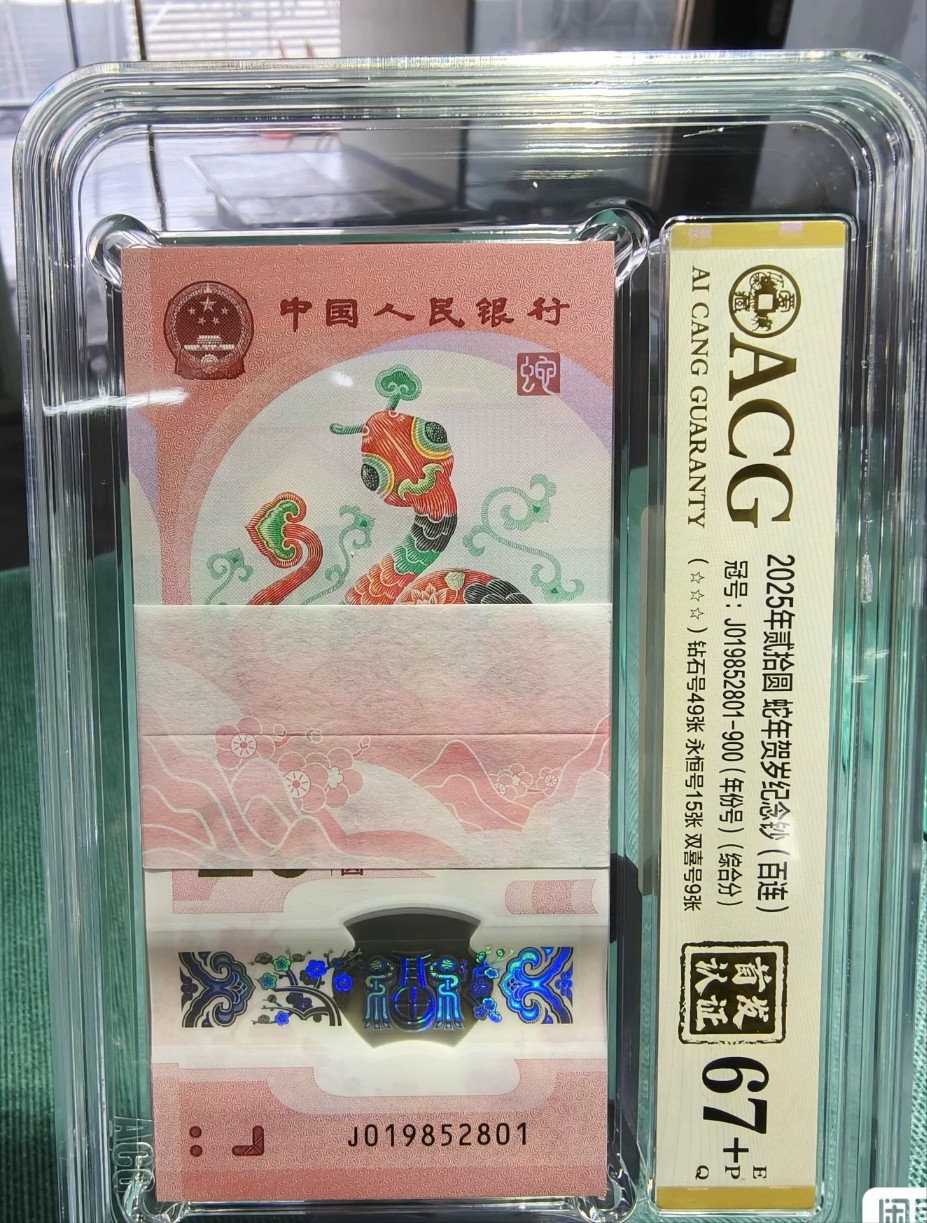 中国人民银行
蛇
J019852801
ACG
AI CANG GUARANTY
2025年贰拾圆 蛇年贺岁纪念钞（百连）
冠号：J019852801-900（年份号）（综合分）
（☆☆☆）钻石号49张 永恒号15张 双喜号9张
首发
认证
67+
E
P
Q
ACG
闲